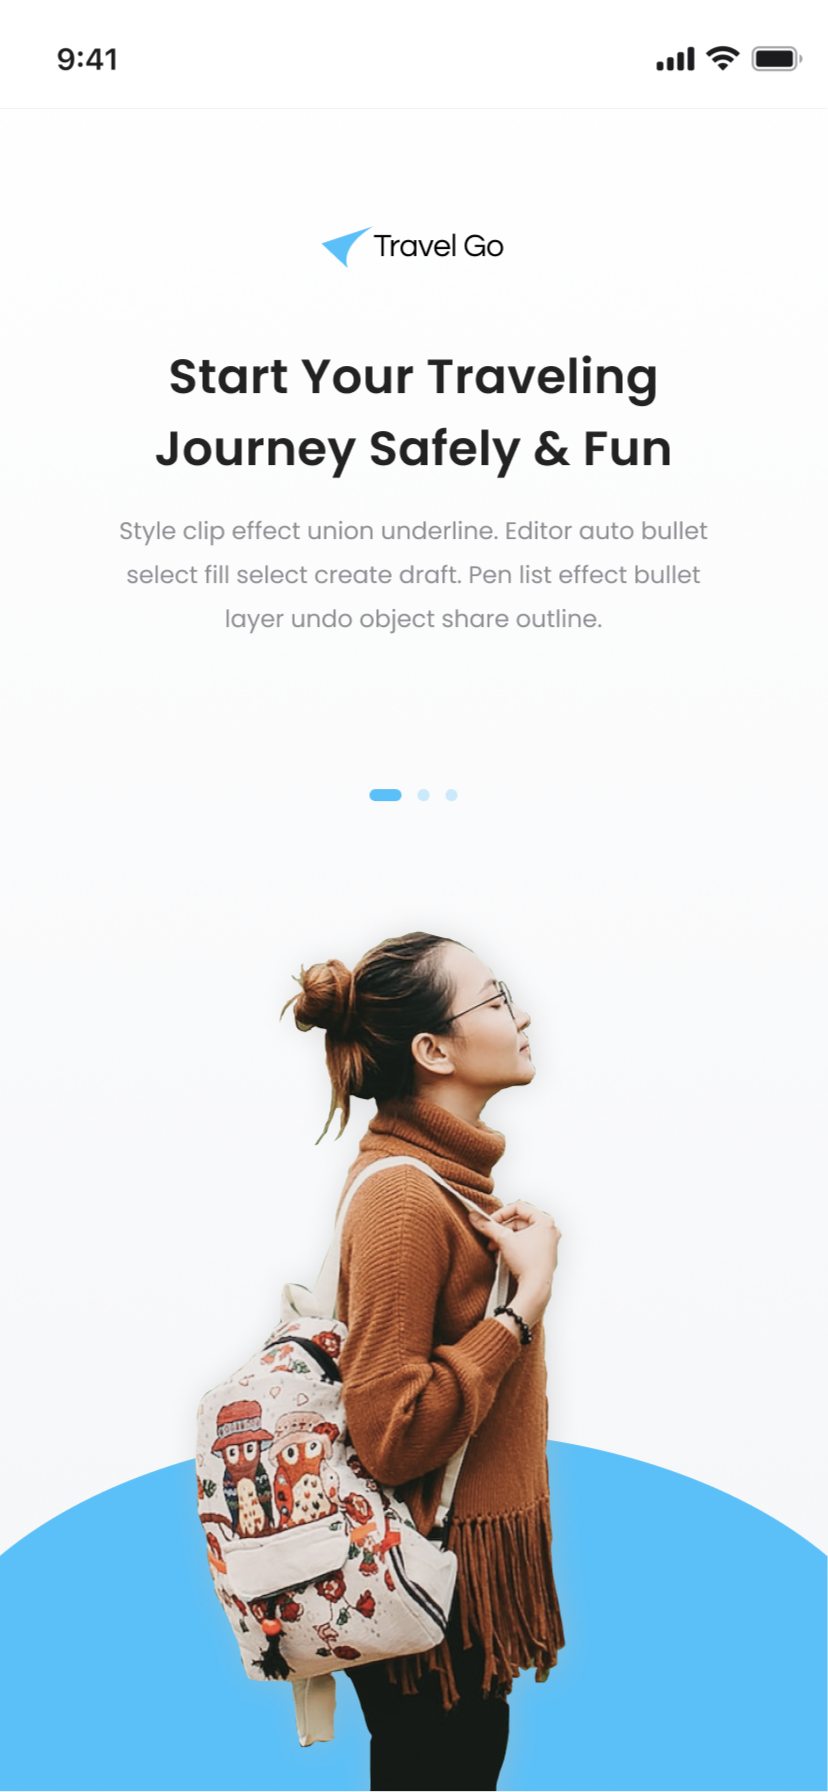 9:41
Travel Go
Start Your Traveling
Journey Safely & Fun
Style clip effect union underline. Editor auto bullet
select fill select create draft. Pen list effect bullet
layer undo object share outline.